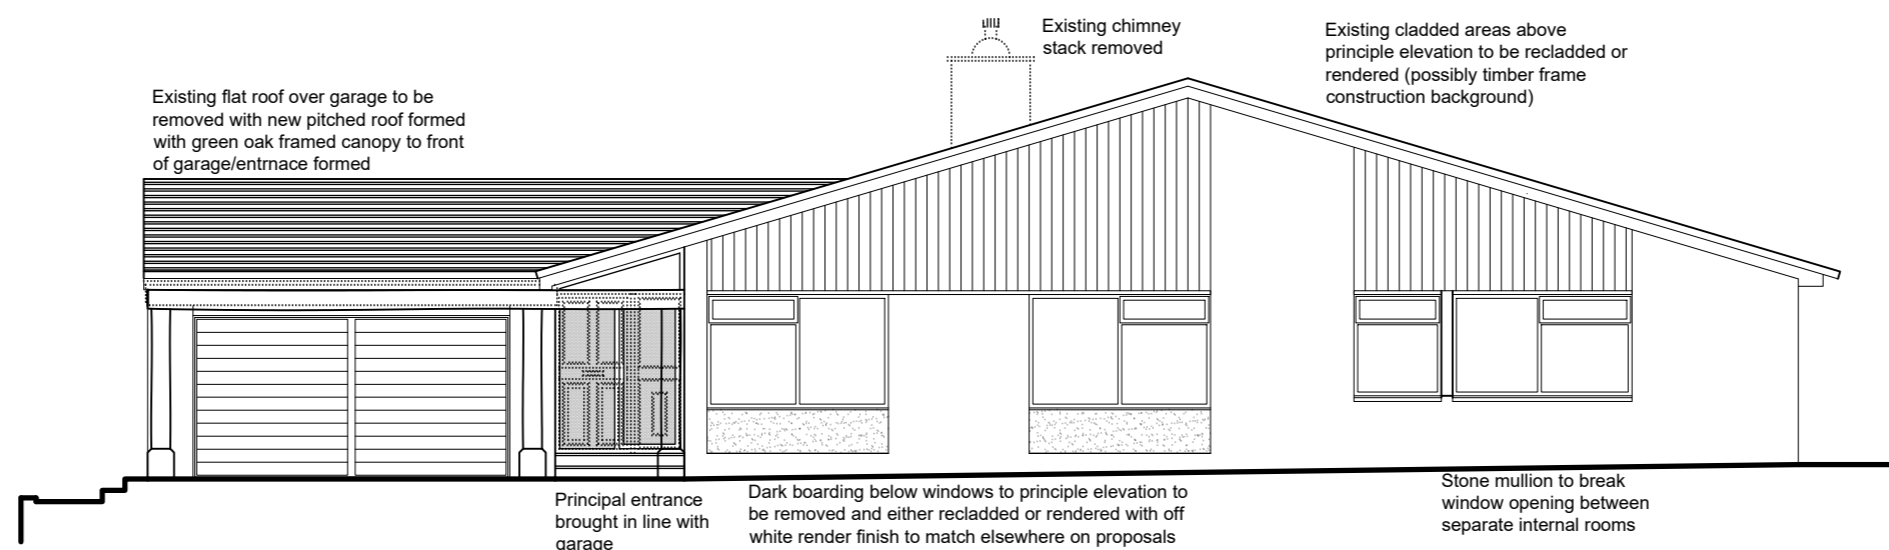 Existing chimney
stack removed
Existing cladded areas above
principle elevation to be recladded or
rendered (possibly timber frame
construction background)
Existing flat roof over garage to be
removed with new pitched roof formed
with green oak framed canopy to front
of garage/entrnace formed
Principal entrance
brought in line with
garage
Dark boarding below windows to principle elevation to
be removed and either recladded or rendered with off
white render finish to match elsewhere on proposals
Stone mullion to break
window opening between
separate internal rooms